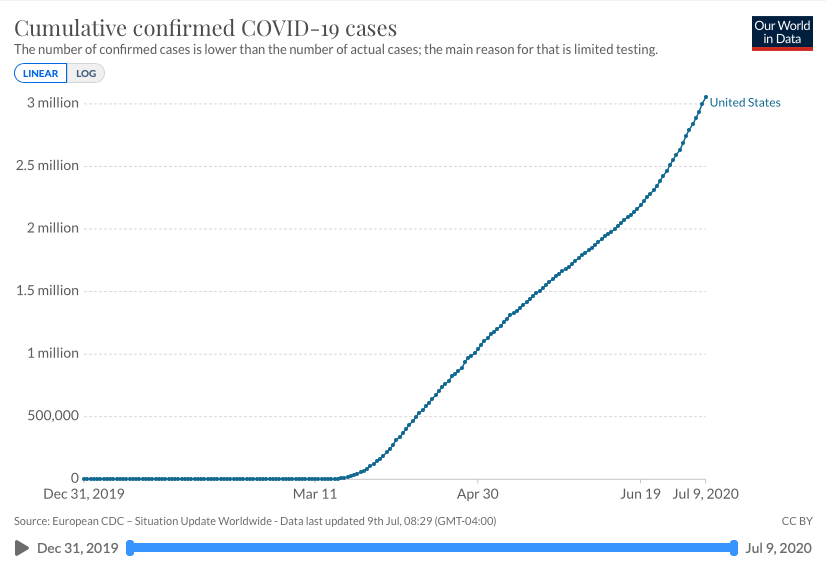 Cumulative confirmed COVID-19 cases
Our World
in Data
The number of confirmed cases is lower than the number of actual cases; the main reason for that is limited testing.
LINEAR LOG
3 million
United States
2.5 million
2 million
1.5 million
1 million
500,000
0
Dec 31, 2019 Mar 11 Apr 30 Jun 19 Jul 9, 2020
Source: European CDC – Situation Update Worldwide - Data last updated 9th Jul, 08:29 (GMT-04:00) CC BY
Dec 31, 2019 Jul 9, 2020